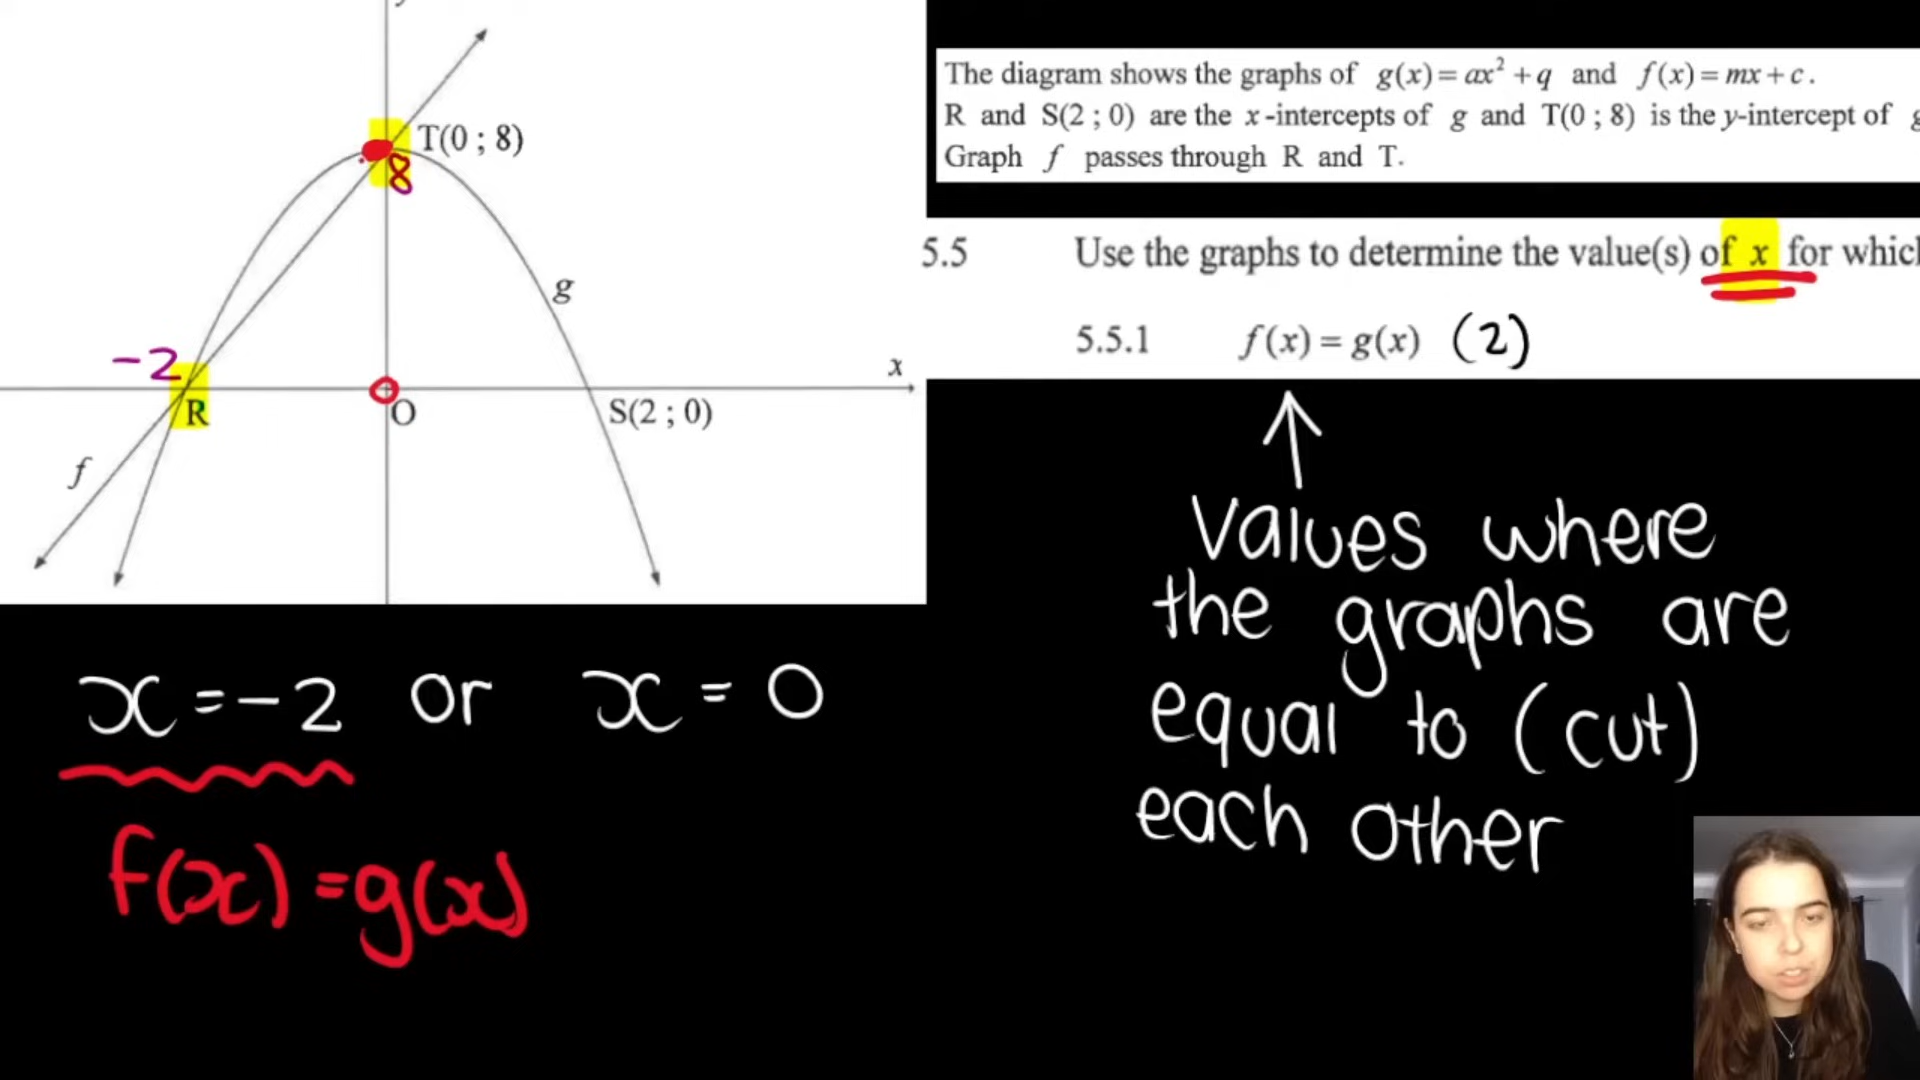 y
T(0 ; 8)
8
g
-2
x
R
O
S(2 ; 0)
f
The diagram shows the graphs of g(x) = ax² + q and f(x) = mx + c.
R and S(2 ; 0) are the x-intercepts of g and T(0 ; 8) is the y-intercept of g
Graph f passes through R and T.
5.5 Use the graphs to determine the value(s) of x for which
5.5.1 f(x) = g(x) (2)
Values where
the graphs are
equal to (cut)
each other
x = -2 or x = 0
f(x) = g(x)